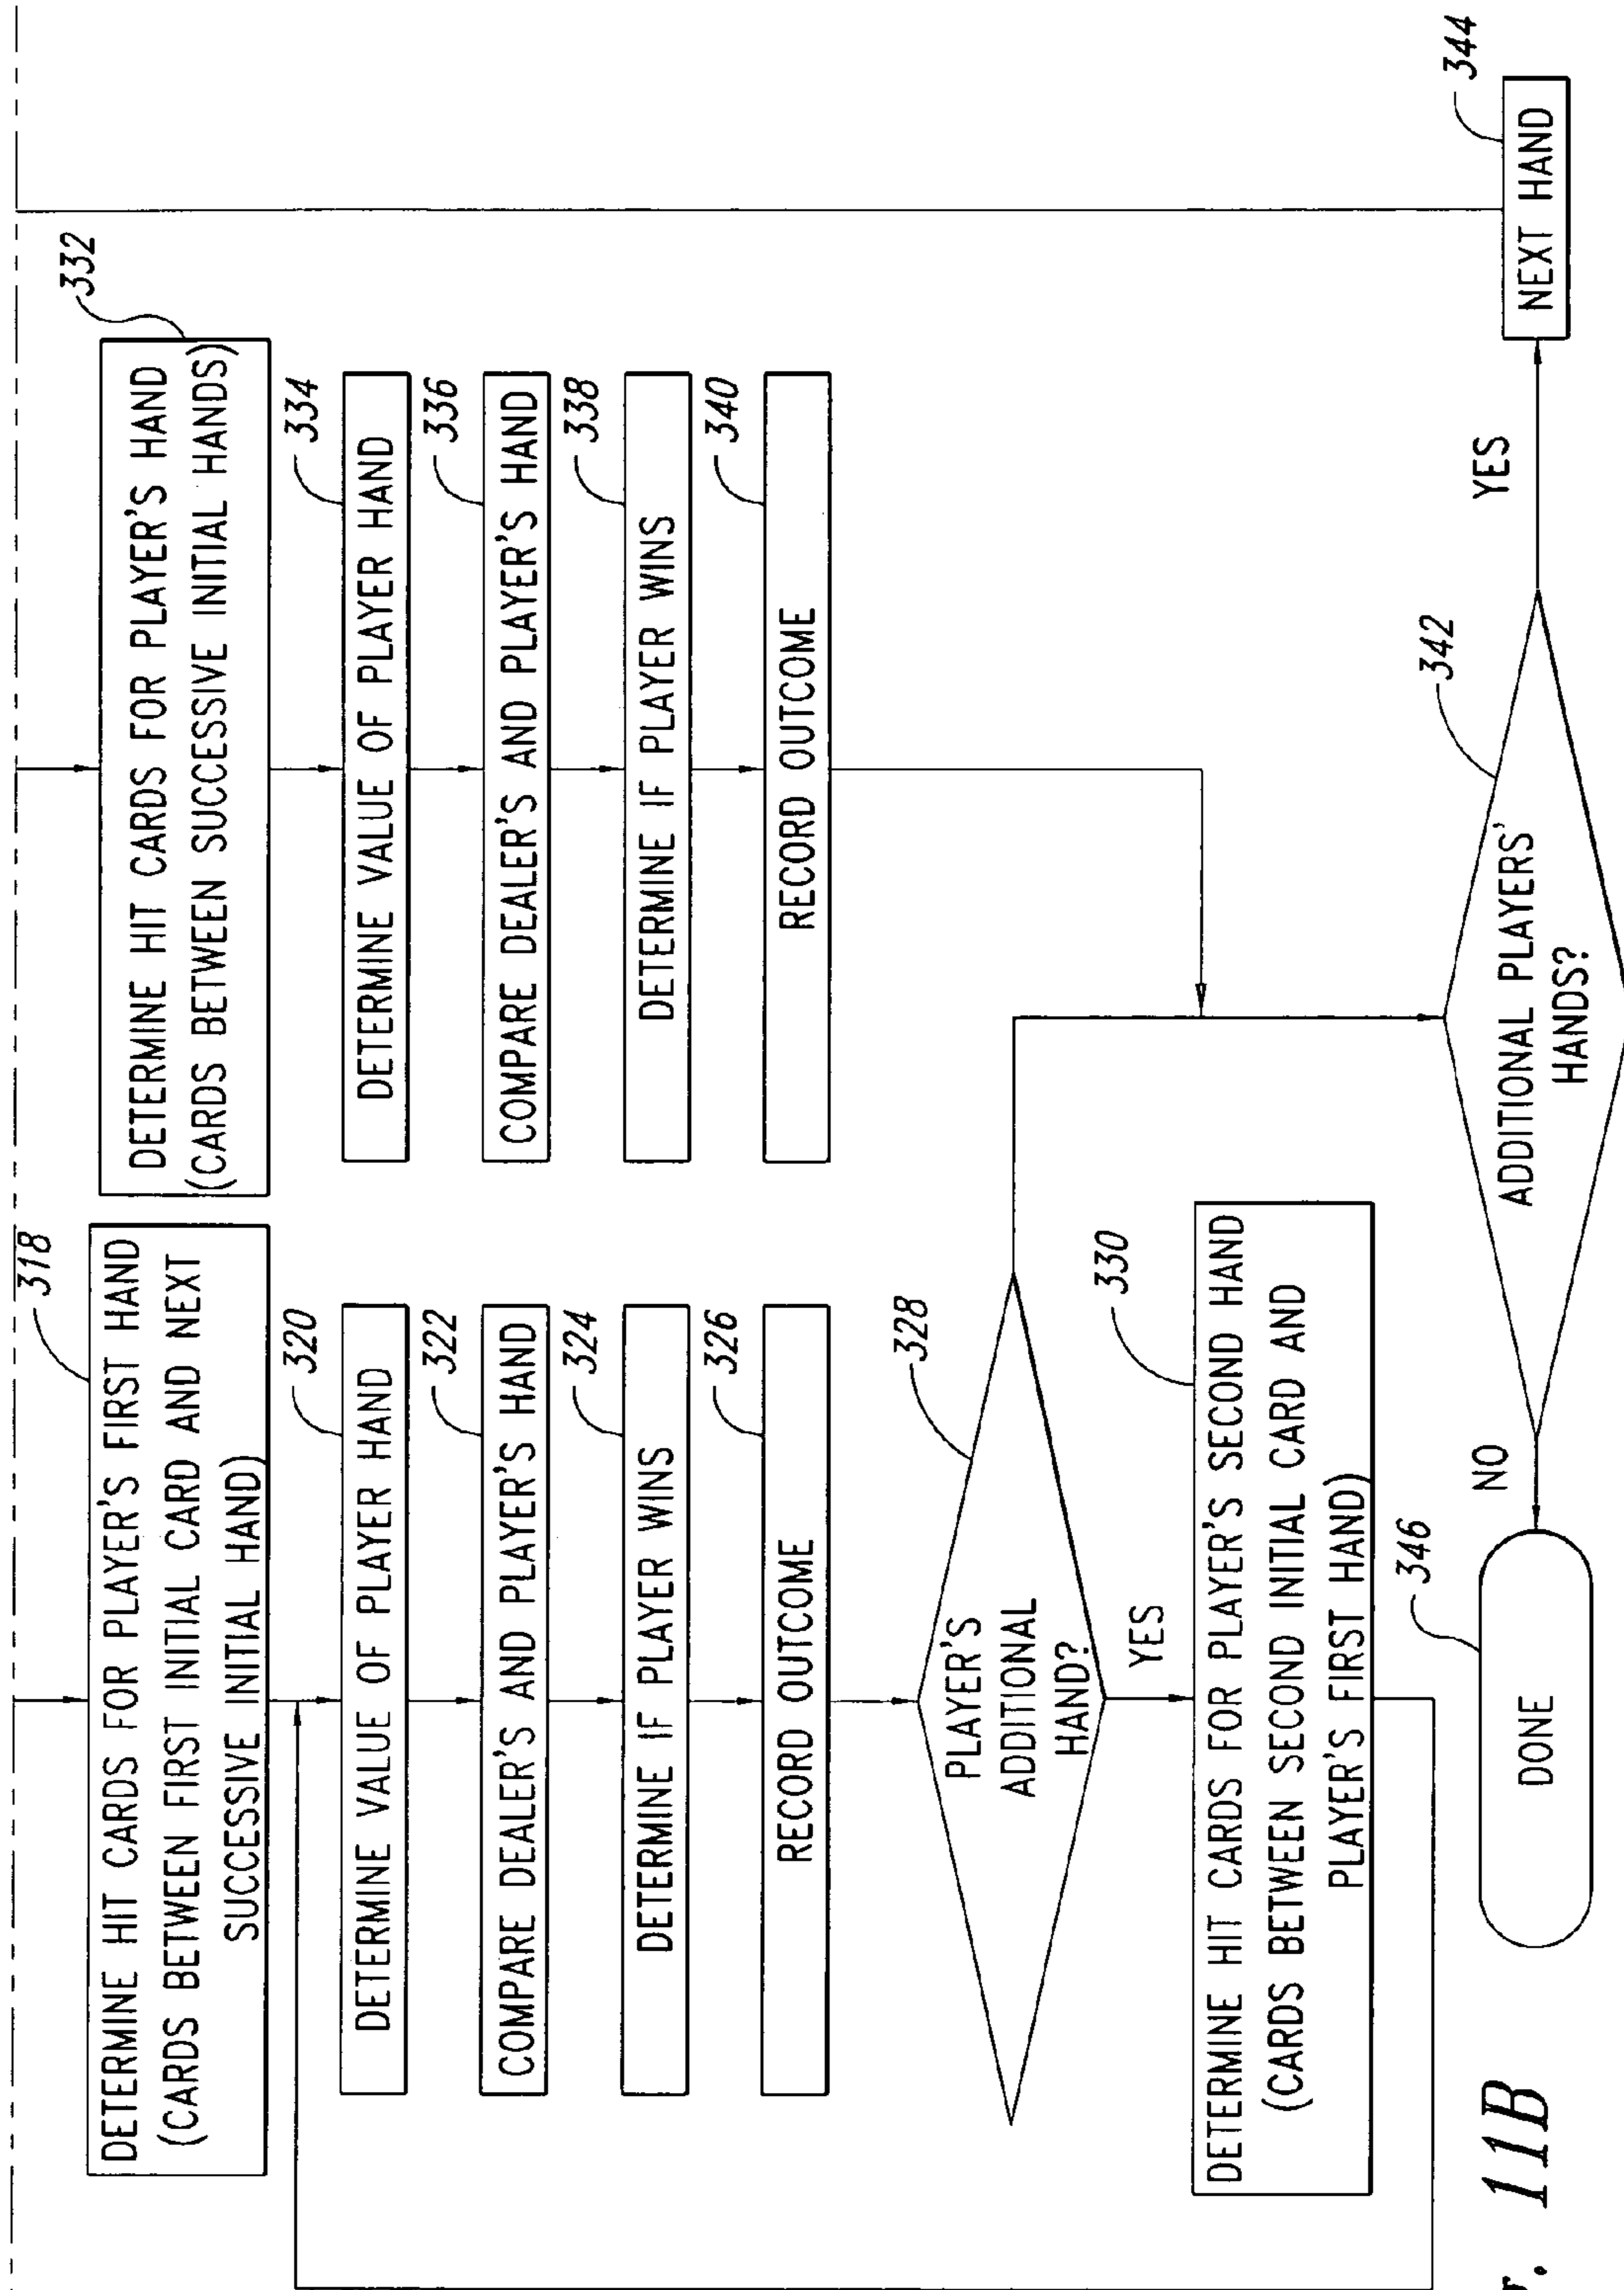 318
DETERMINE HIT CARDS FOR PLAYER'S FIRST HAND
(CARDS BETWEEN FIRST INITIAL CARD AND NEXT
SUCCESSIVE INITIAL HAND)
320
DETERMINE VALUE OF PLAYER HAND
322
COMPARE DEALER'S AND PLAYER'S HAND
324
DETERMINE IF PLAYER WINS
326
RECORD OUTCOME
328
PLAYER'S
ADDITIONAL
HAND?
YES
330
DETERMINE HIT CARDS FOR PLAYER'S SECOND HAND
(CARDS BETWEEN SECOND INITIAL CARD AND
PLAYER'S FIRST HAND)
332
DETERMINE HIT CARDS FOR PLAYER'S HAND
(CARDS BETWEEN SUCCESSIVE INITIAL HANDS)
334
DETERMINE VALUE OF PLAYER HAND
336
COMPARE DEALER'S AND PLAYER'S HAND
338
DETERMINE IF PLAYER WINS
340
RECORD OUTCOME
342
ADDITIONAL PLAYERS'
HANDS?
YES
344
NEXT HAND
NO
346
DONE
11B